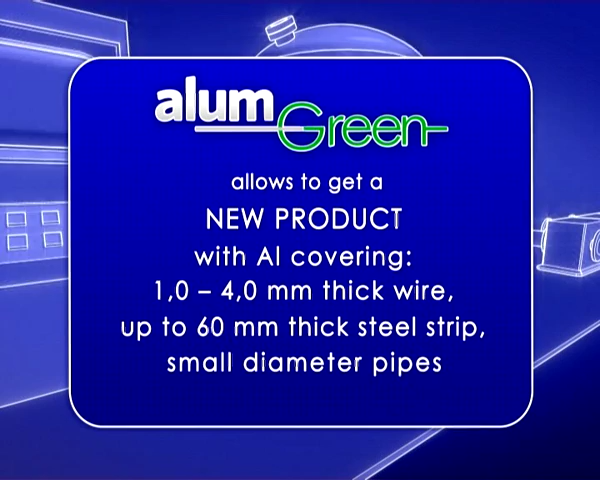 alum
Green
allows to get a
NEW PRODUCT
with Al covering:
1,0 – 4,0 mm thick wire,
up to 60 mm thick steel strip,
small diameter pipes